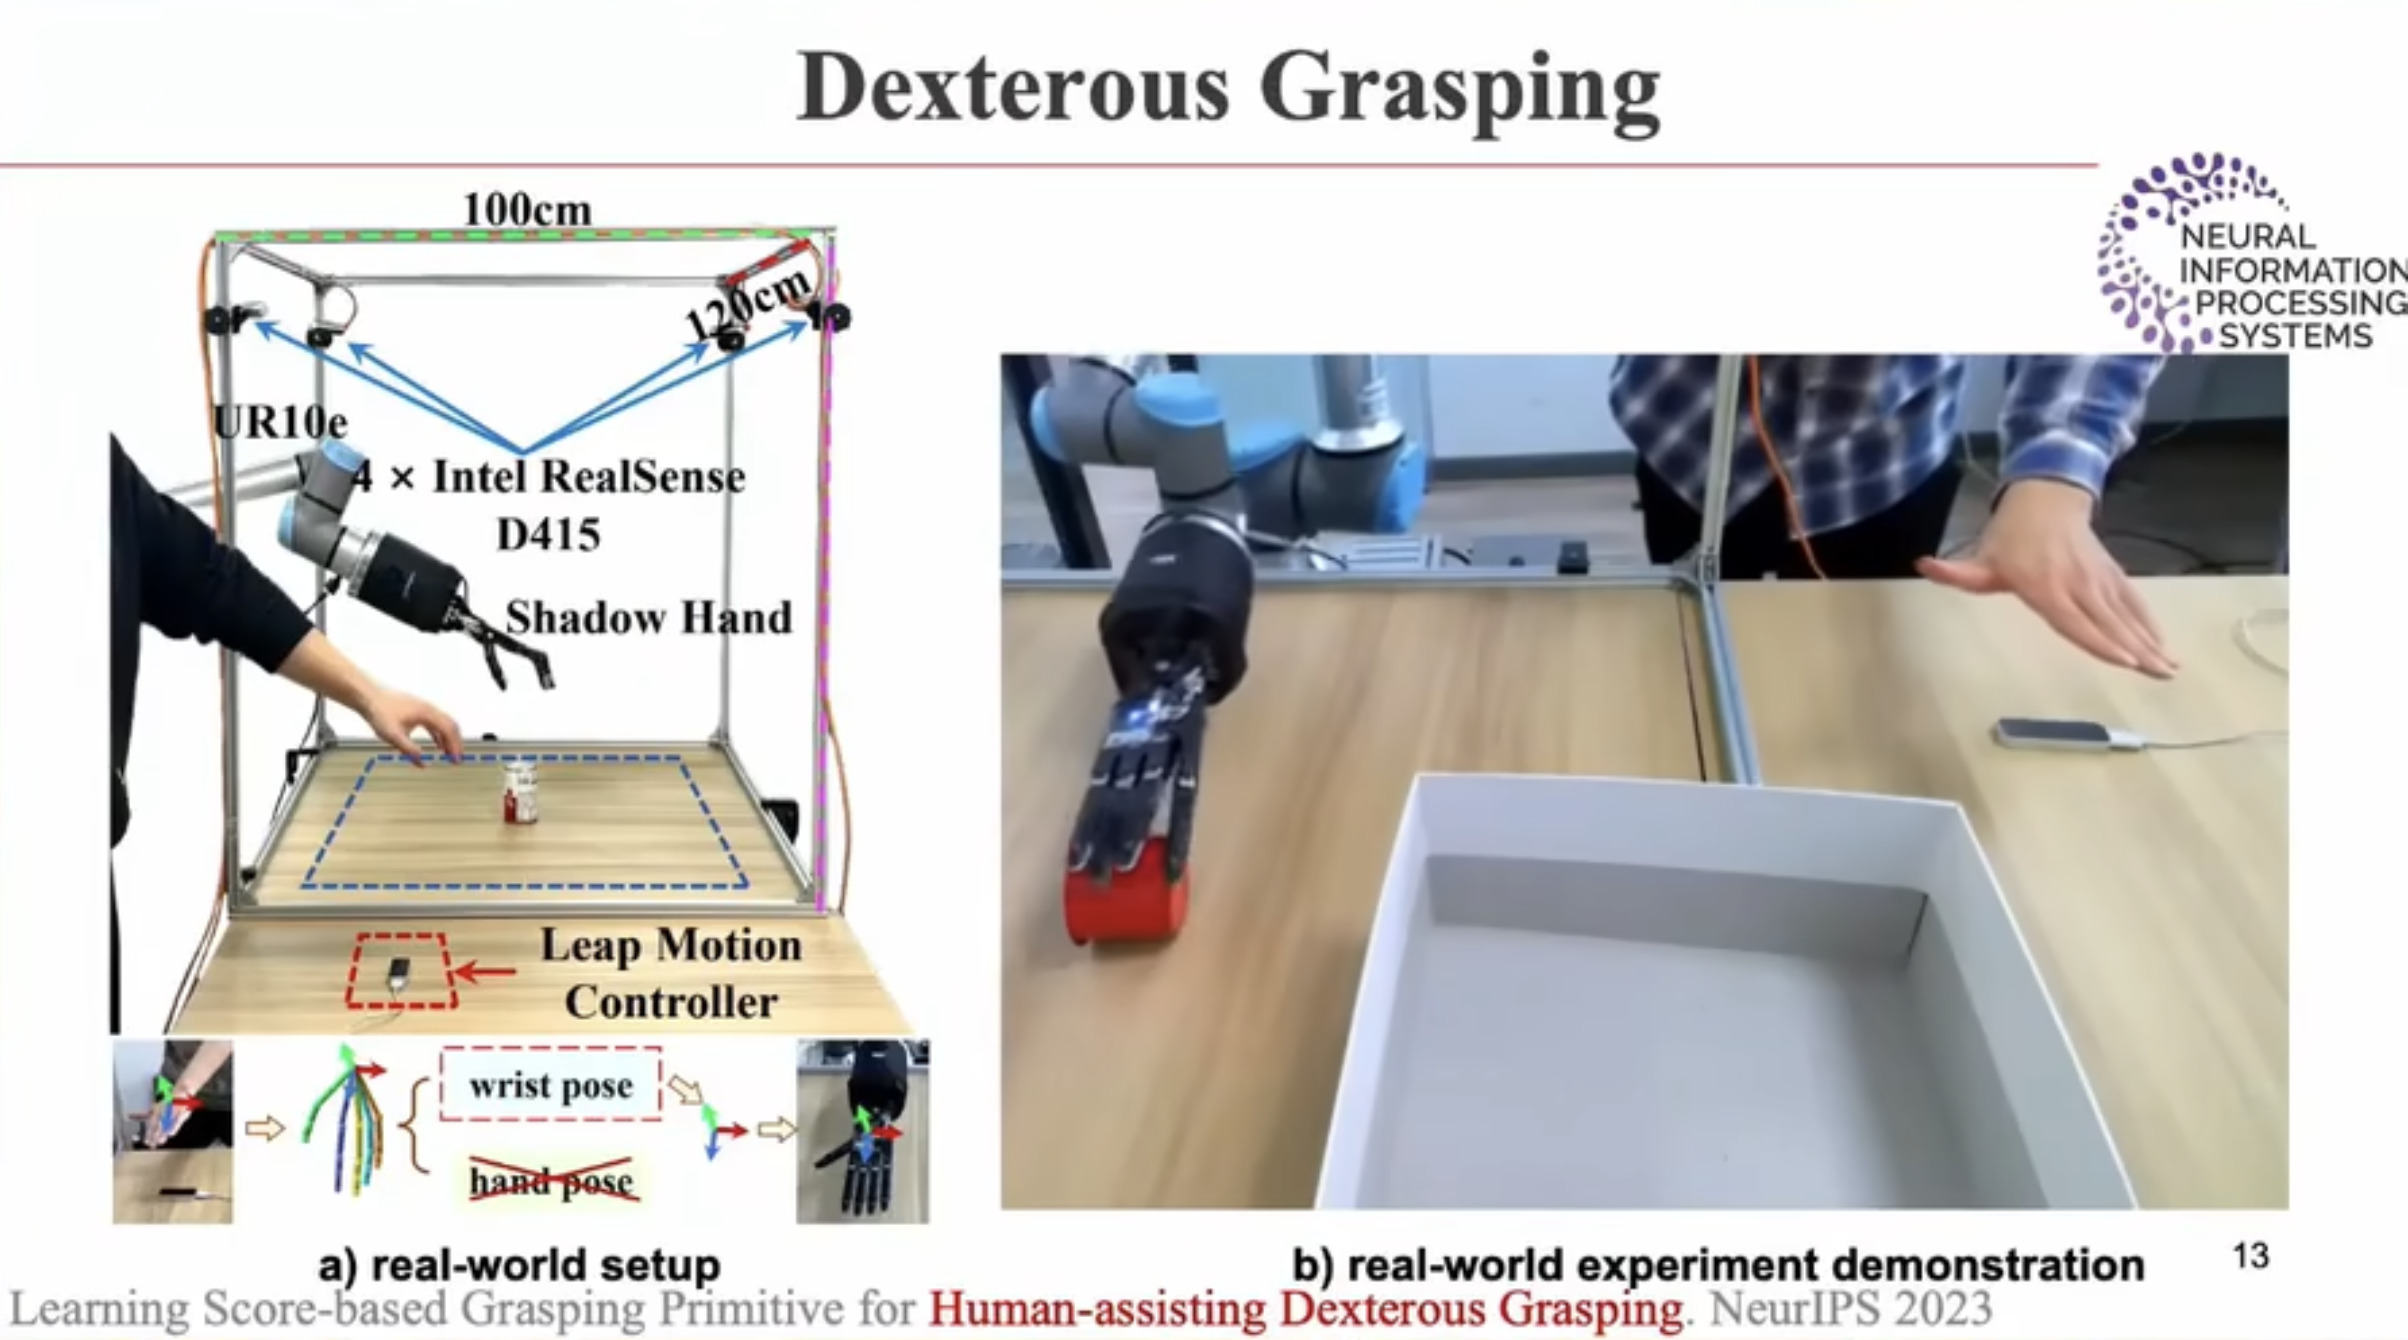 Dexterous Grasping
NEURAL
INFORMATION
PROCESSING
SYSTEMS
100cm
120cm
UR10e
4 × Intel RealSense
D415
Shadow Hand
Leap Motion
Controller
wrist pose
hand pose
a) real-world setup
b) real-world experiment demonstration
13
Learning Score-based Grasping Primitive for Human-assisting Dexterous Grasping. NeurIPS 2023